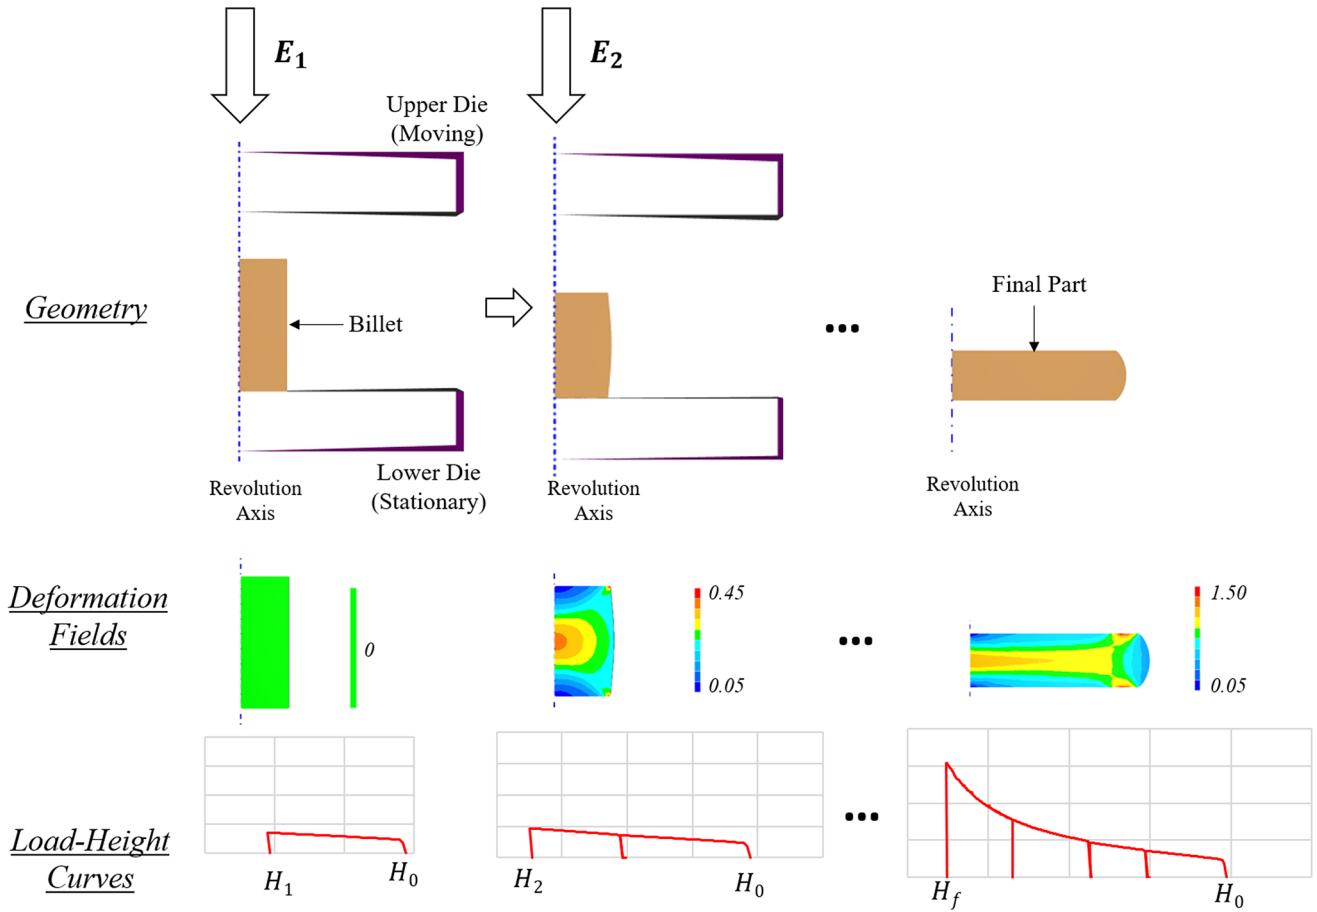 E₁
E₂
Upper Die
(Moving)
Geometry
Billet
Final Part
Lower Die
(Stationary)
Revolution
Axis
Revolution
Axis
Revolution
Axis
Deformation
Fields
0
0.45
0.05
1.50
0.05
Load-Height
Curves
H₁
H₀
H₂
H₀
H_f
H₀